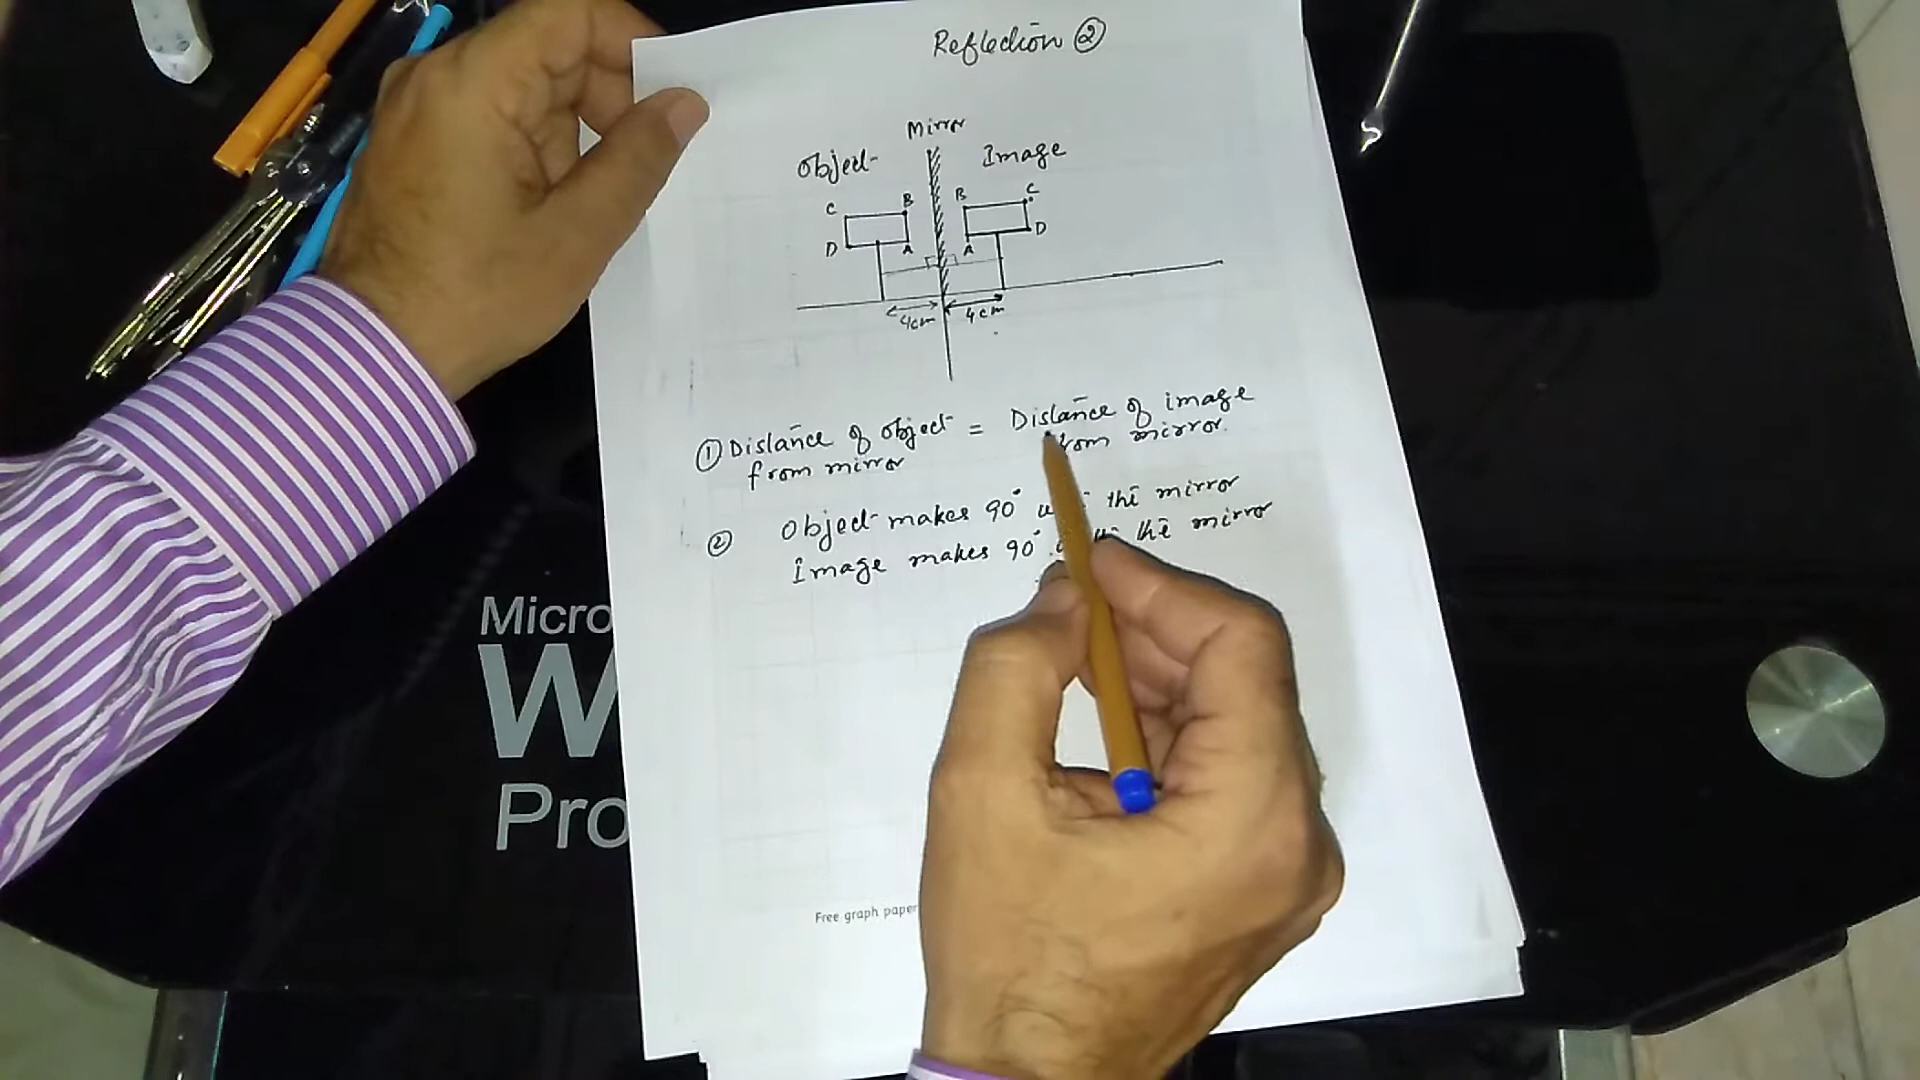 Reflection ②
Mirror
Object
Image
C B
D A
B C
A D
4cm
4cm
① Distance of object = Distance of image
from mirror from mirror.
② Object makes 90° the mirror
Image makes 90° the mirror
Micro
W
Pro
Free graph paper